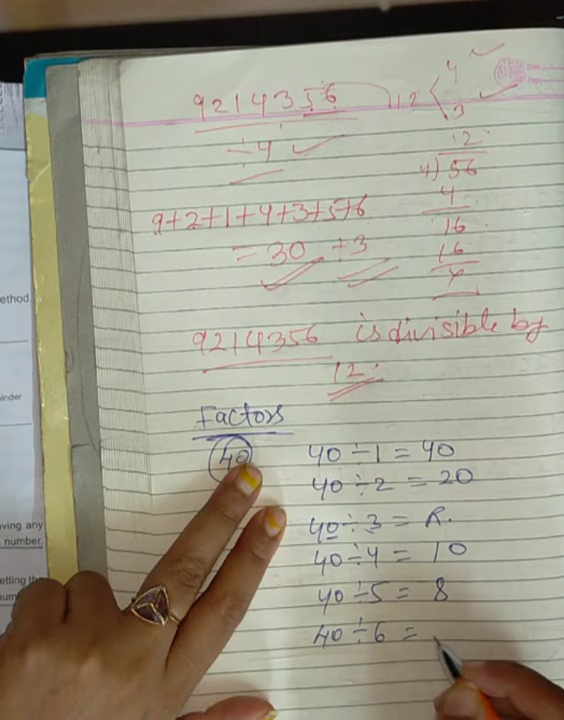 ethod.
inder
ving any
number.
etting th
9214356
12
4
3
÷4
12
4) 56
4
16
16
9+2+1+4+3+5+6
= 30 ÷3
9214356 is divisible by
12.
Factors
40
40 ÷ 1 = 40
40 ÷ 2 = 20
40 ÷ 3 = R.
40 ÷ 4 = 10
40 ÷ 5 = 8
40 ÷ 6 =